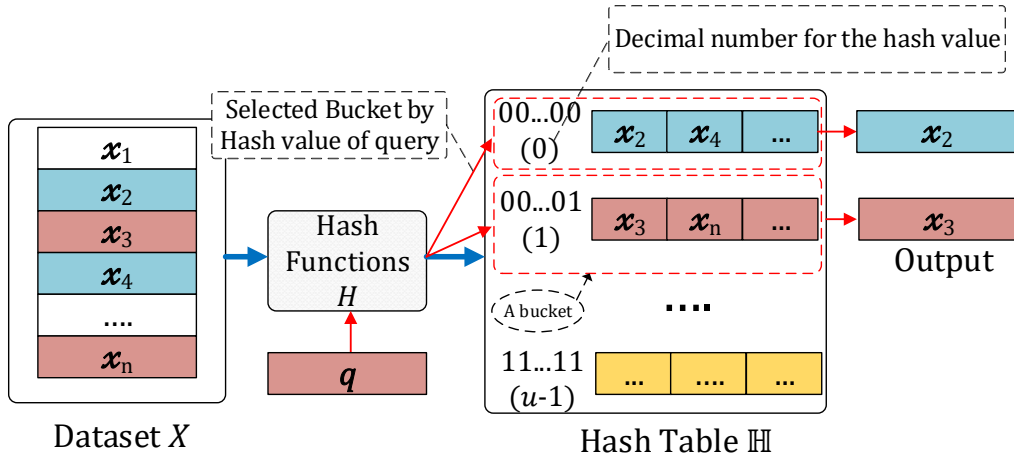 Decimal number for the hash value
Selected Bucket by
Hash value of query
𝒙1
𝒙2
𝒙3
𝒙4
....
𝒙n
Dataset X
Hash
Functions
H
𝒒
00...00
(0)
𝒙2 𝒙4 ...
𝒙2
00...01
(1)
𝒙3 𝒙n ...
𝒙3
Output
A bucket
....
11...11
(u-1)
... .... ...
Hash Table ℍ